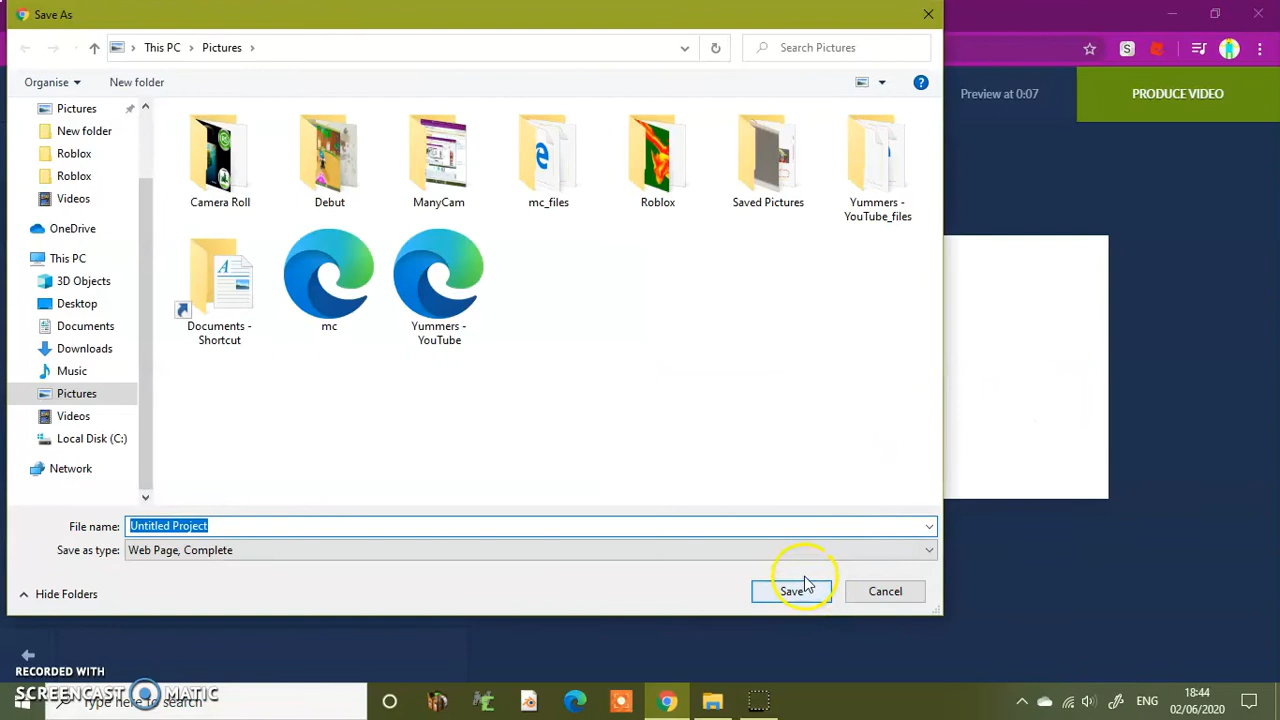 Save As
This PC
Pictures
Search Pictures
S
Organise
New folder
?
Preview at 0:07
PRODUCE VIDEO
Pictures
New folder
Roblox
Roblox
Videos
OneDrive
This PC
3D Objects
Desktop
Documents
Downloads
Music
Pictures
Videos
Local Disk (C:)
Network
Camera Roll
Debut
ManyCam
mc_files
Roblox
Saved Pictures
Yummers -
YouTube_files
Documents -
Shortcut
mc
Yummers -
YouTube
File name:
Untitled Project
Save as type:
Web Page, Complete
Hide Folders
Save
Cancel
RECORDED WITH
SCREENCAST MATIC
Type here to search
ENG
18:44
02/06/2020